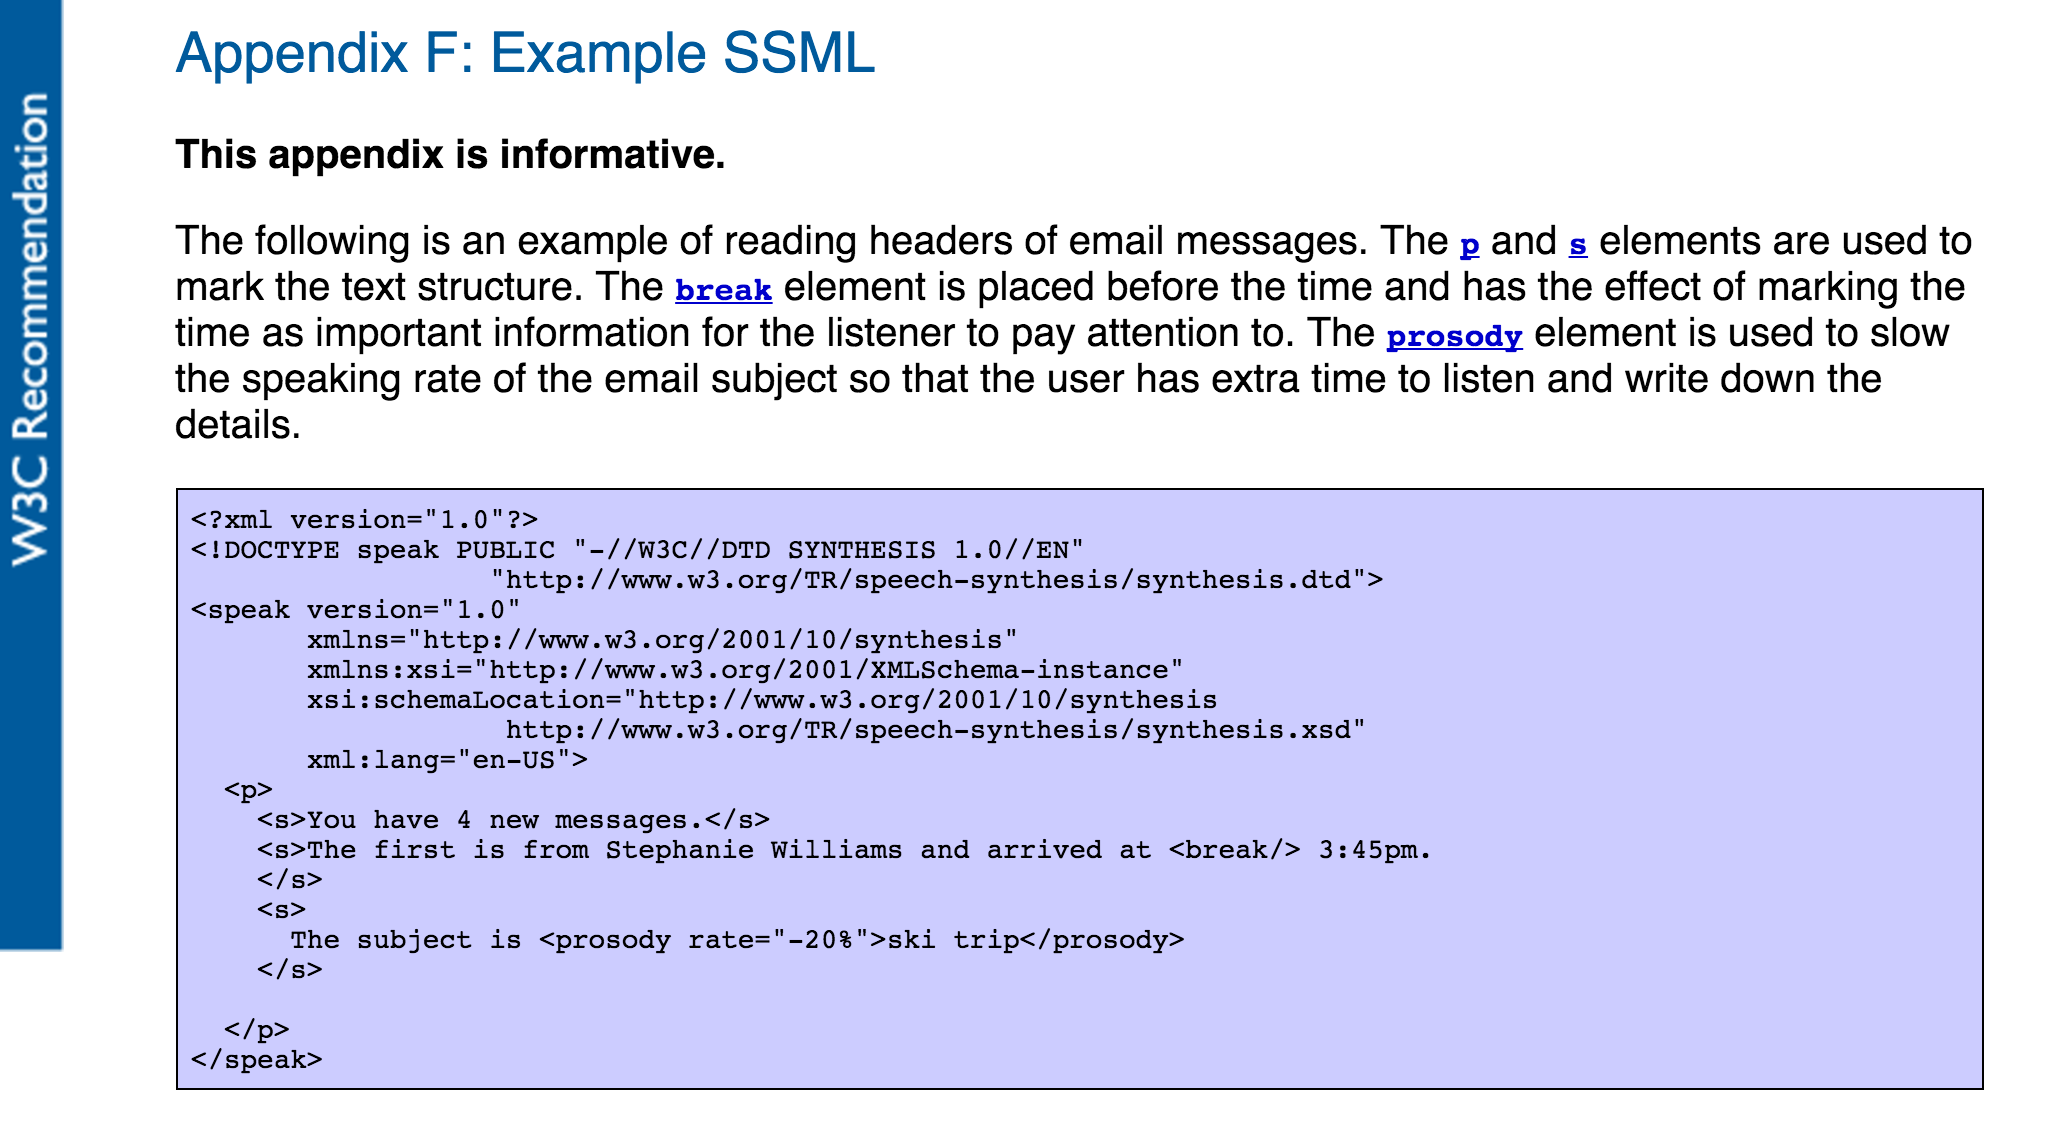 W3C Recommendation
Appendix F: Example SSML
This appendix is informative.
The following is an example of reading headers of email messages. The p and s elements are used to
mark the text structure. The break element is placed before the time and has the effect of marking the
time as important information for the listener to pay attention to. The prosody element is used to slow
the speaking rate of the email subject so that the user has extra time to listen and write down the
details.
<?xml version="1.0"?>
<!DOCTYPE speak PUBLIC "-//W3C//DTD SYNTHESIS 1.0//EN"
                  "http://www.w3.org/TR/speech-synthesis/synthesis.dtd">
<speak version="1.0"
       xmlns="http://www.w3.org/2001/10/synthesis"
       xmlns:xsi="http://www.w3.org/2001/XMLSchema-instance"
       xsi:schemaLocation="http://www.w3.org/2001/10/synthesis
                   http://www.w3.org/TR/speech-synthesis/synthesis.xsd"
       xml:lang="en-US">
  <p>
    <s>You have 4 new messages.</s>
    <s>The first is from Stephanie Williams and arrived at <break/> 3:45pm.
    </s>
    <s>
      The subject is <prosody rate="-20%">ski trip</prosody>
    </s>

  </p>
</speak>